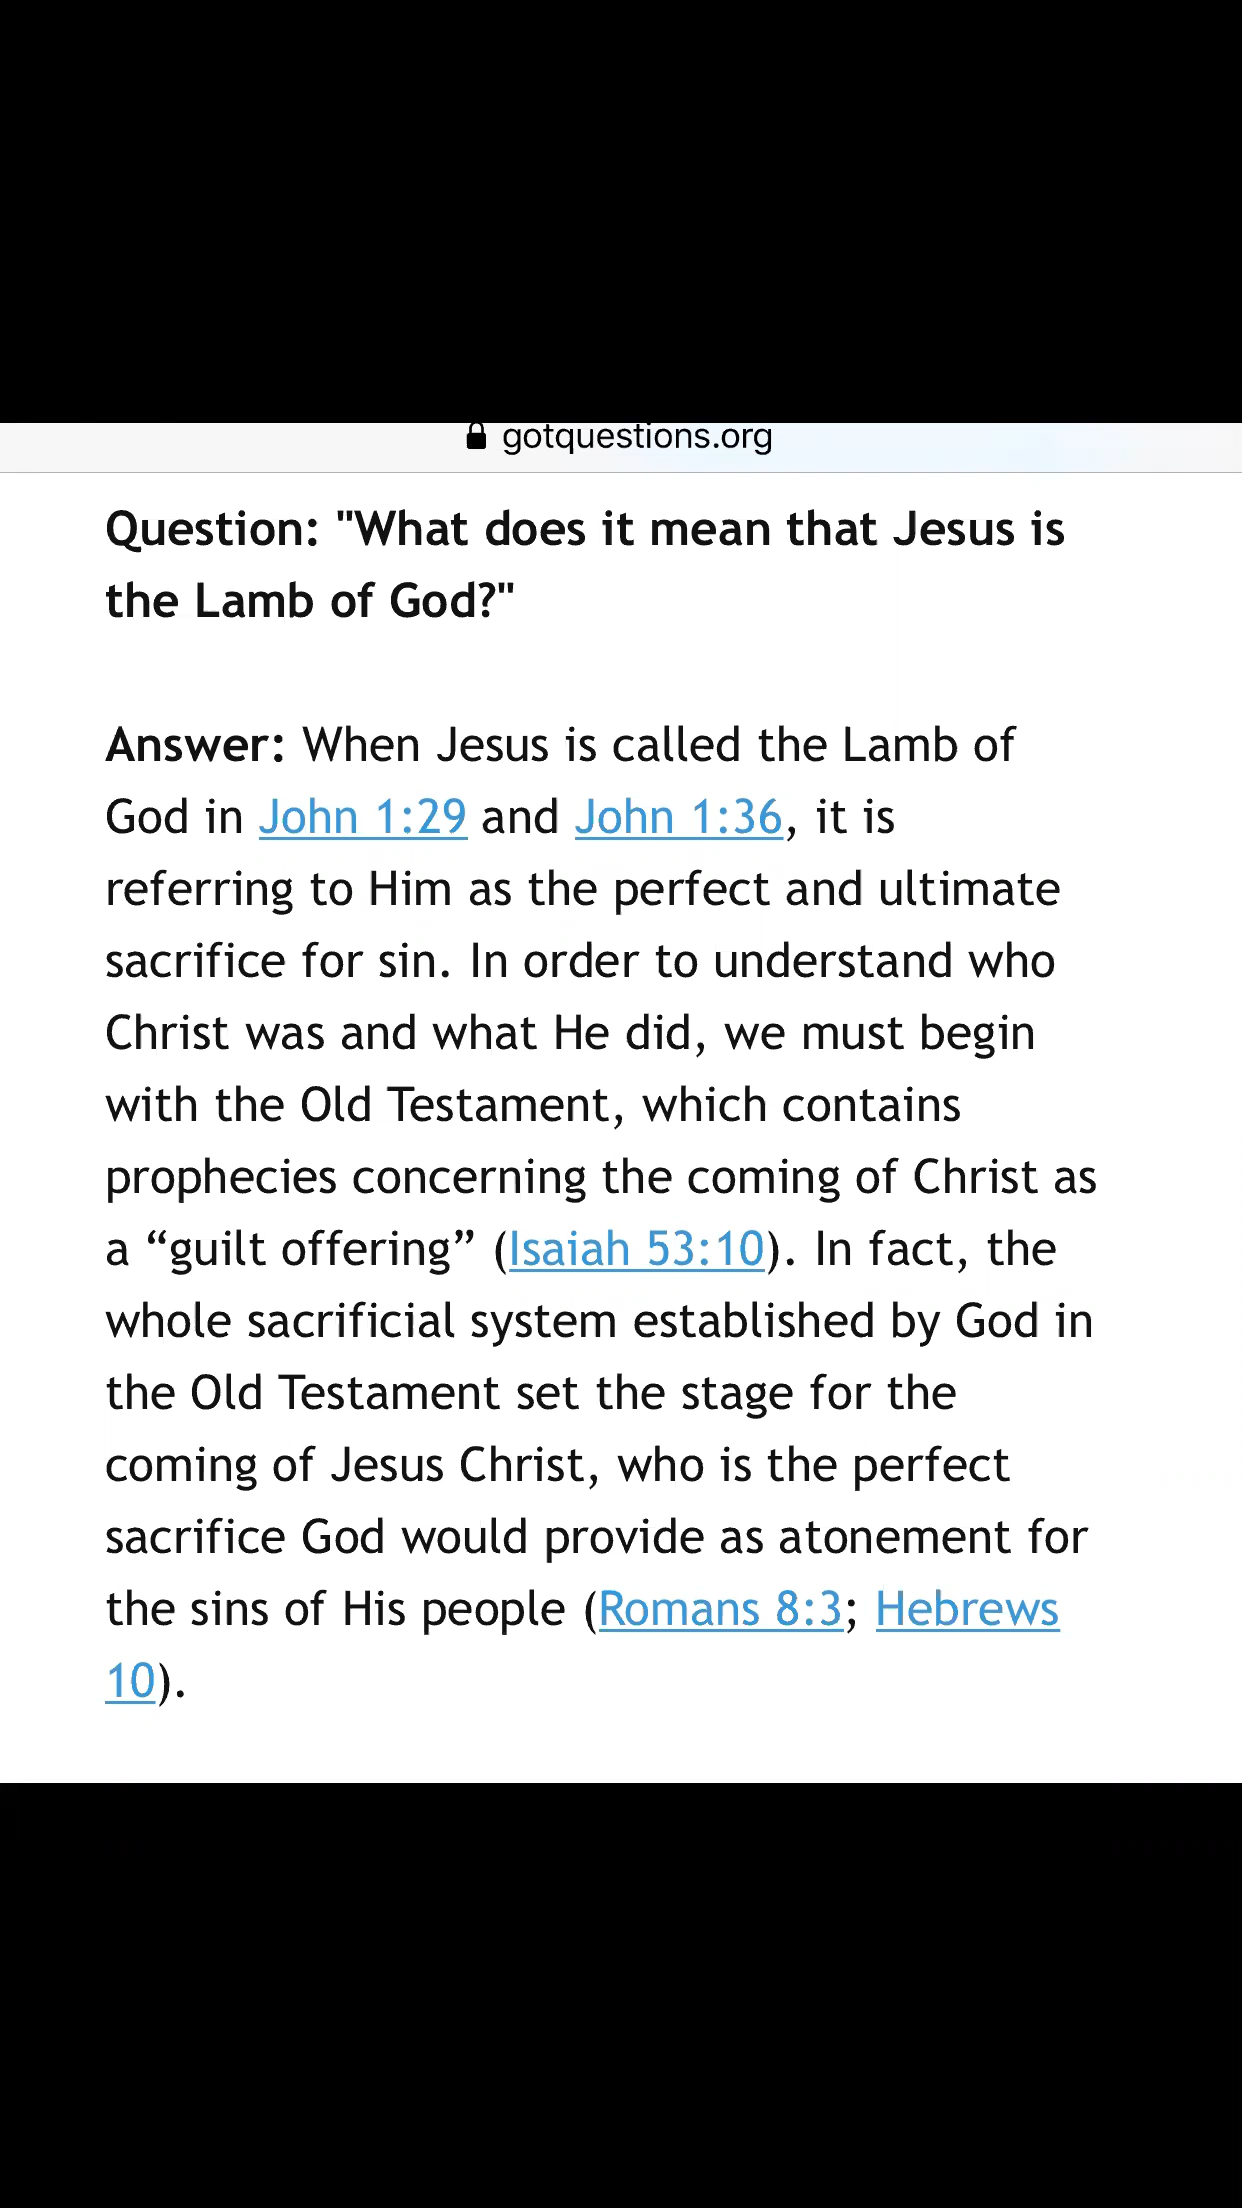 gotquestions.org
Question: "What does it mean that Jesus is
the Lamb of God?"
Answer: When Jesus is called the Lamb of
God in John 1:29 and John 1:36, it is
referring to Him as the perfect and ultimate
sacrifice for sin. In order to understand who
Christ was and what He did, we must begin
with the Old Testament, which contains
prophecies concerning the coming of Christ as
a “guilt offering” (Isaiah 53:10). In fact, the
whole sacrificial system established by God in
the Old Testament set the stage for the
coming of Jesus Christ, who is the perfect
sacrifice God would provide as atonement for
the sins of His people (Romans 8:3; Hebrews
10).